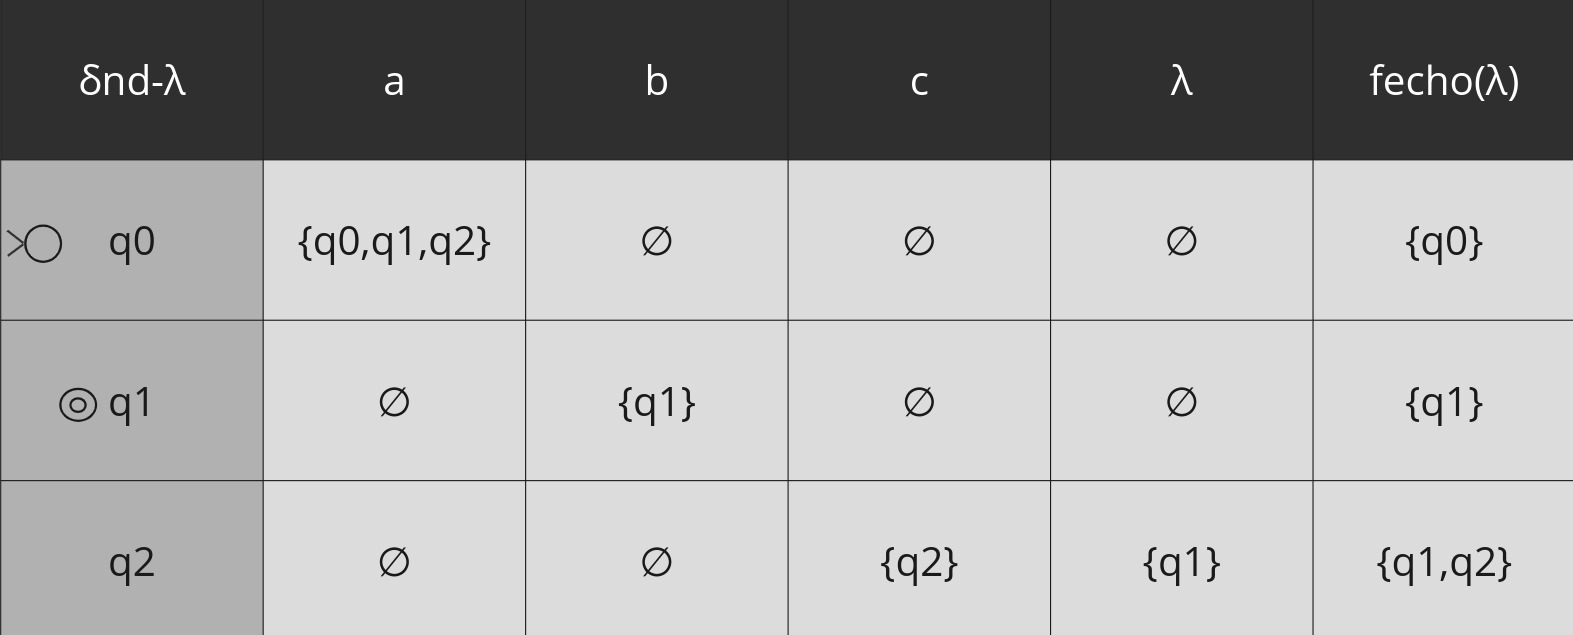 δnd-λ a b c λ fecho(λ)
q0 {q0,q1,q2} ∅ ∅ ∅ {q0}
q1 ∅ {q1} ∅ ∅ {q1}
q2 ∅ ∅ {q2} {q1} {q1,q2}